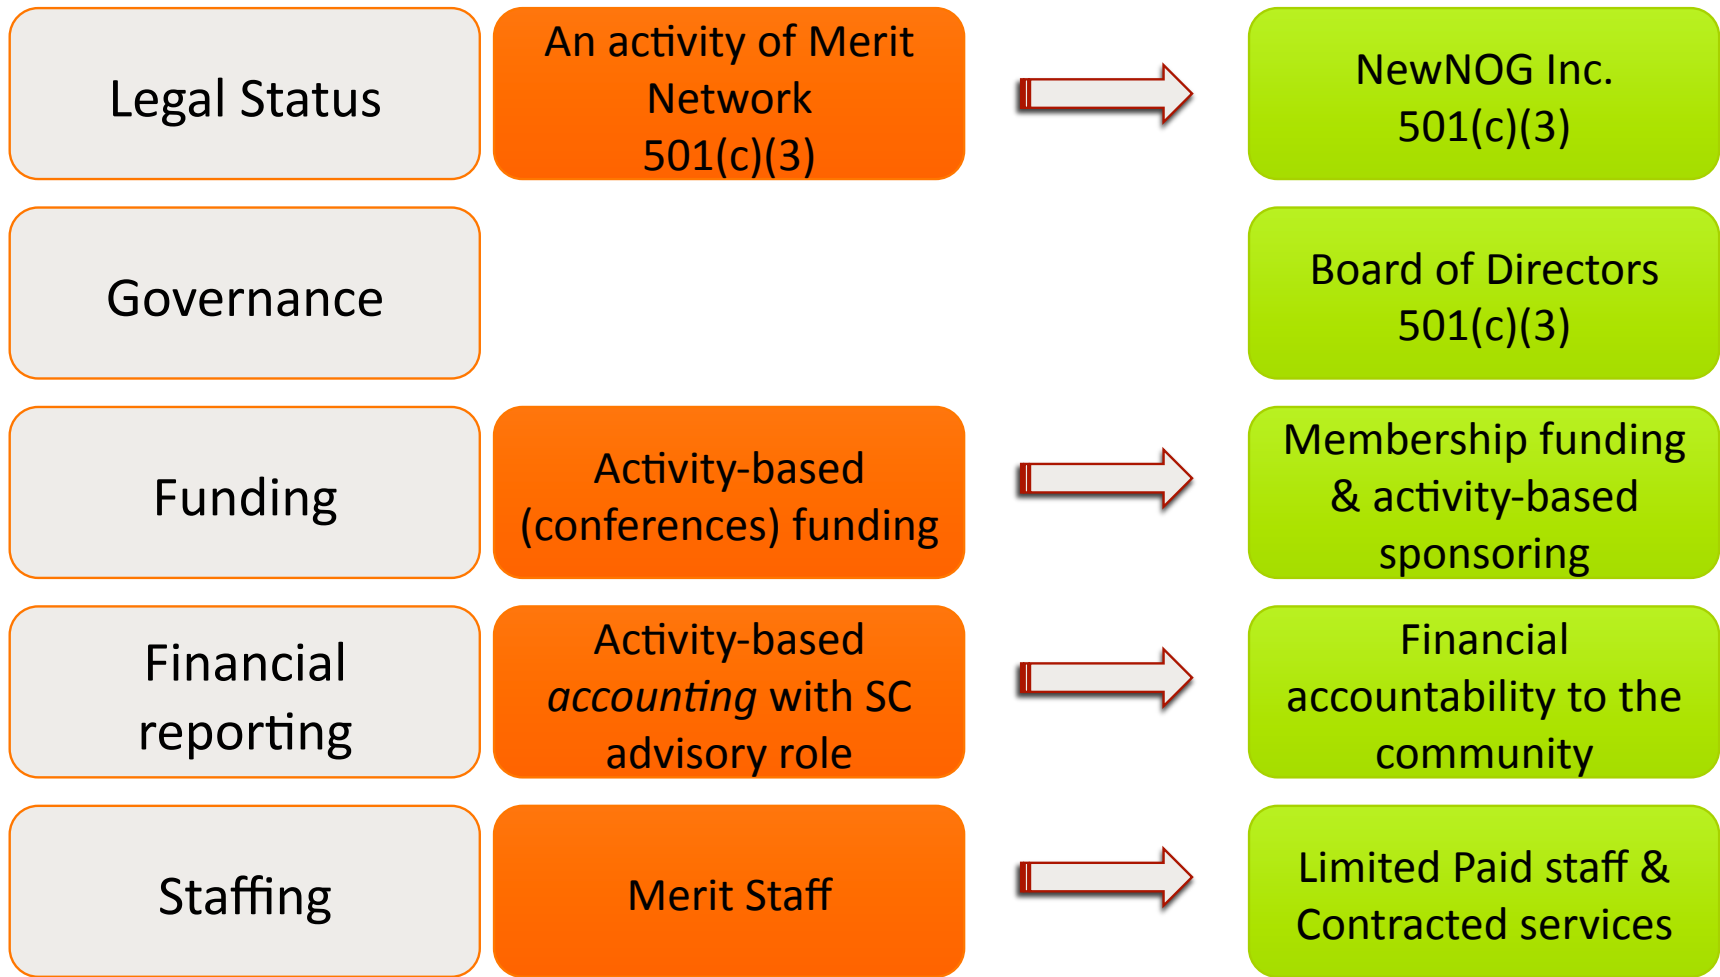 Legal Status
An activity of Merit
Network
501(c)(3)
NewNOG Inc.
501(c)(3)
Governance
Board of Directors
501(c)(3)
Funding
Activity-based
(conferences) funding
Membership funding
& activity-based
sponsoring
Financial
reporting
Activity-based
accounting with SC
advisory role
Financial
accountability to the
community
Staffing
Merit Staff
Limited Paid staff &
Contracted services